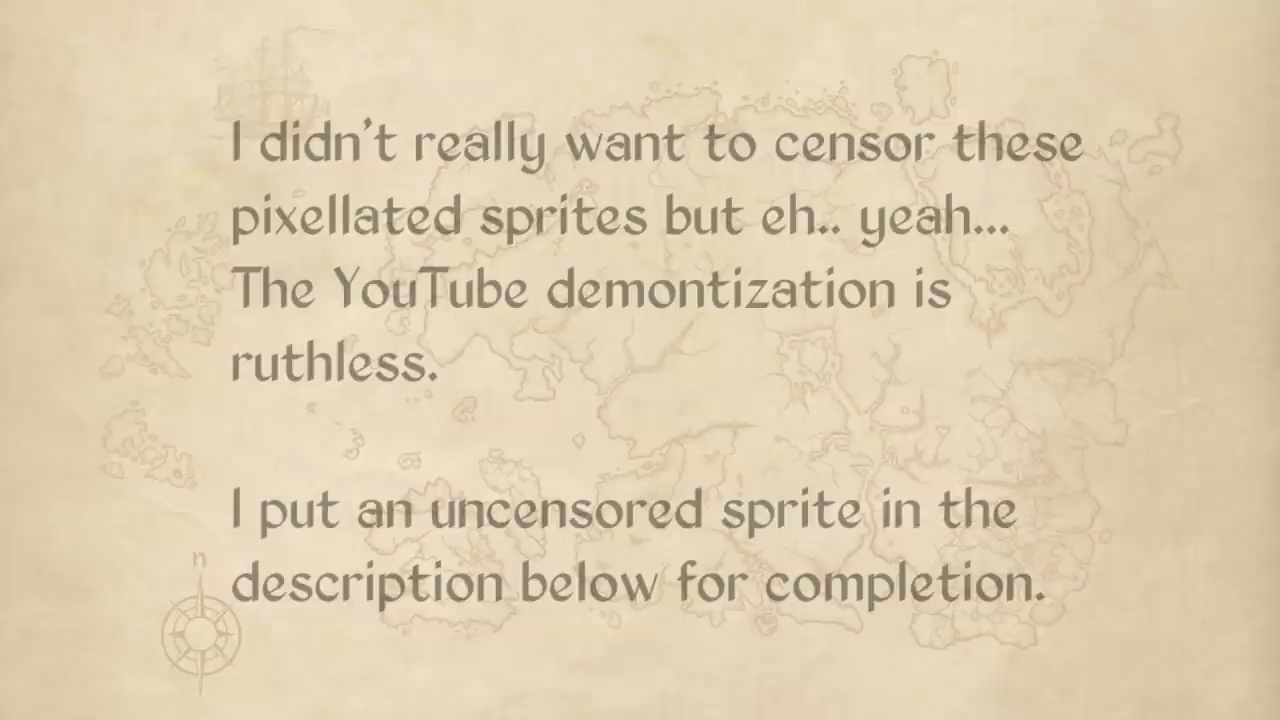 I didn't really want to censor these
pixellated sprites but eh.. yeah...
The YouTube demontization is
ruthless.
I put an uncensored sprite in the
description below for completion.
n